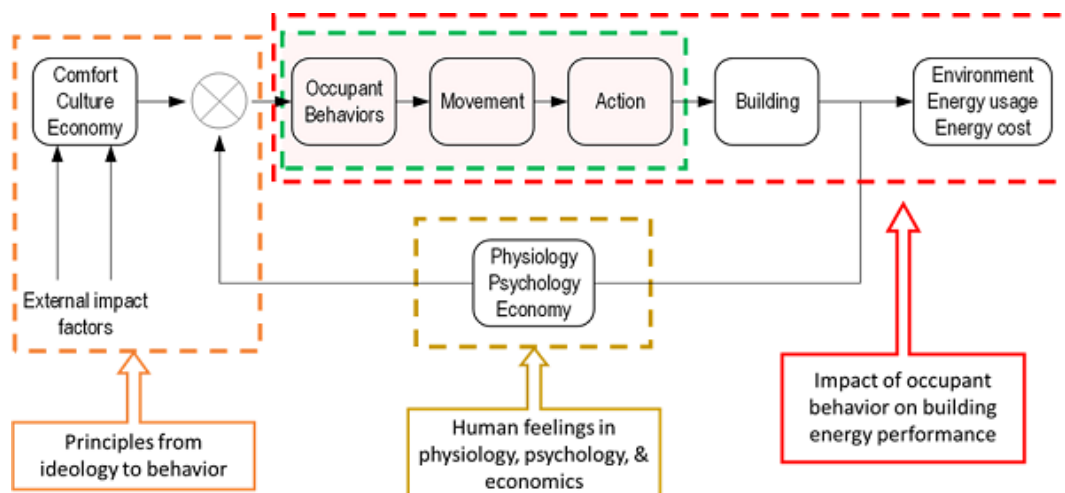 Comfort
Culture
Economy
Occupant
Behaviors
Movement
Action
Building
Environment
Energy usage
Energy cost
Physiology
Psychology
Economy
External impact
factors
Principles from
ideology to behavior
Human feelings in
physiology, psychology, &
economics
Impact of occupant
behavior on building
energy performance